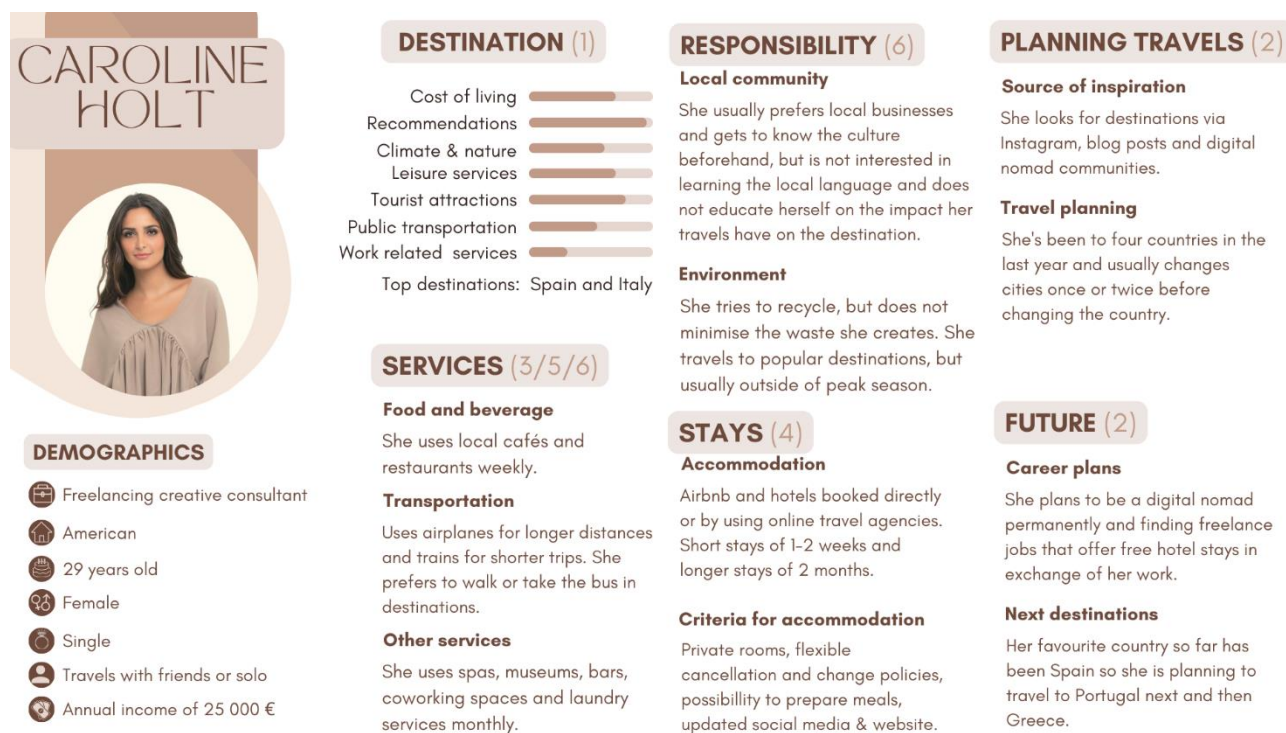 CAROLINE
HOLT
DEMOGRAPHICS
Freelancing creative consultant
American
29 years old
Female
Single
Travels with friends or solo
Annual income of 25 000 €
DESTINATION (1)
Cost of living
Recommendations
Climate & nature
Leisure services
Tourist attractions
Public transportation
Work related services
Top destinations: Spain and Italy
SERVICES (3/5/6)
Food and beverage
She uses local cafés and
restaurants weekly.
Transportation
Uses airplanes for longer distances
and trains for shorter trips. She
prefers to walk or take the bus in
destinations.
Other services
She uses spas, museums, bars,
coworking spaces and laundry
services monthly.
RESPONSIBILITY (6)
Local community
She usually prefers local businesses
and gets to know the culture
beforehand, but is not interested in
learning the local language and does
not educate herself on the impact her
travels have on the destination.
Environment
She tries to recycle, but does not
minimise the waste she creates. She
travels to popular destinations, but
usually outside of peak season.
STAYS (4)
Accommodation
Airbnb and hotels booked directly
or by using online travel agencies.
Short stays of 1-2 weeks and
longer stays of 2 months.
Criteria for accommodation
Private rooms, flexible
cancellation and change policies,
possibillity to prepare meals,
updated social media & website.
PLANNING TRAVELS (2)
Source of inspiration
She looks for destinations via
Instagram, blog posts and digital
nomad communities.
Travel planning
She's been to four countries in the
last year and usually changes
cities once or twice before
changing the country.
FUTURE (2)
Career plans
She plans to be a digital nomad
permanently and finding freelance
jobs that offer free hotel stays in
exchange of her work.
Next destinations
Her favourite country so far has
been Spain so she is planning to
travel to Portugal next and then
Greece.